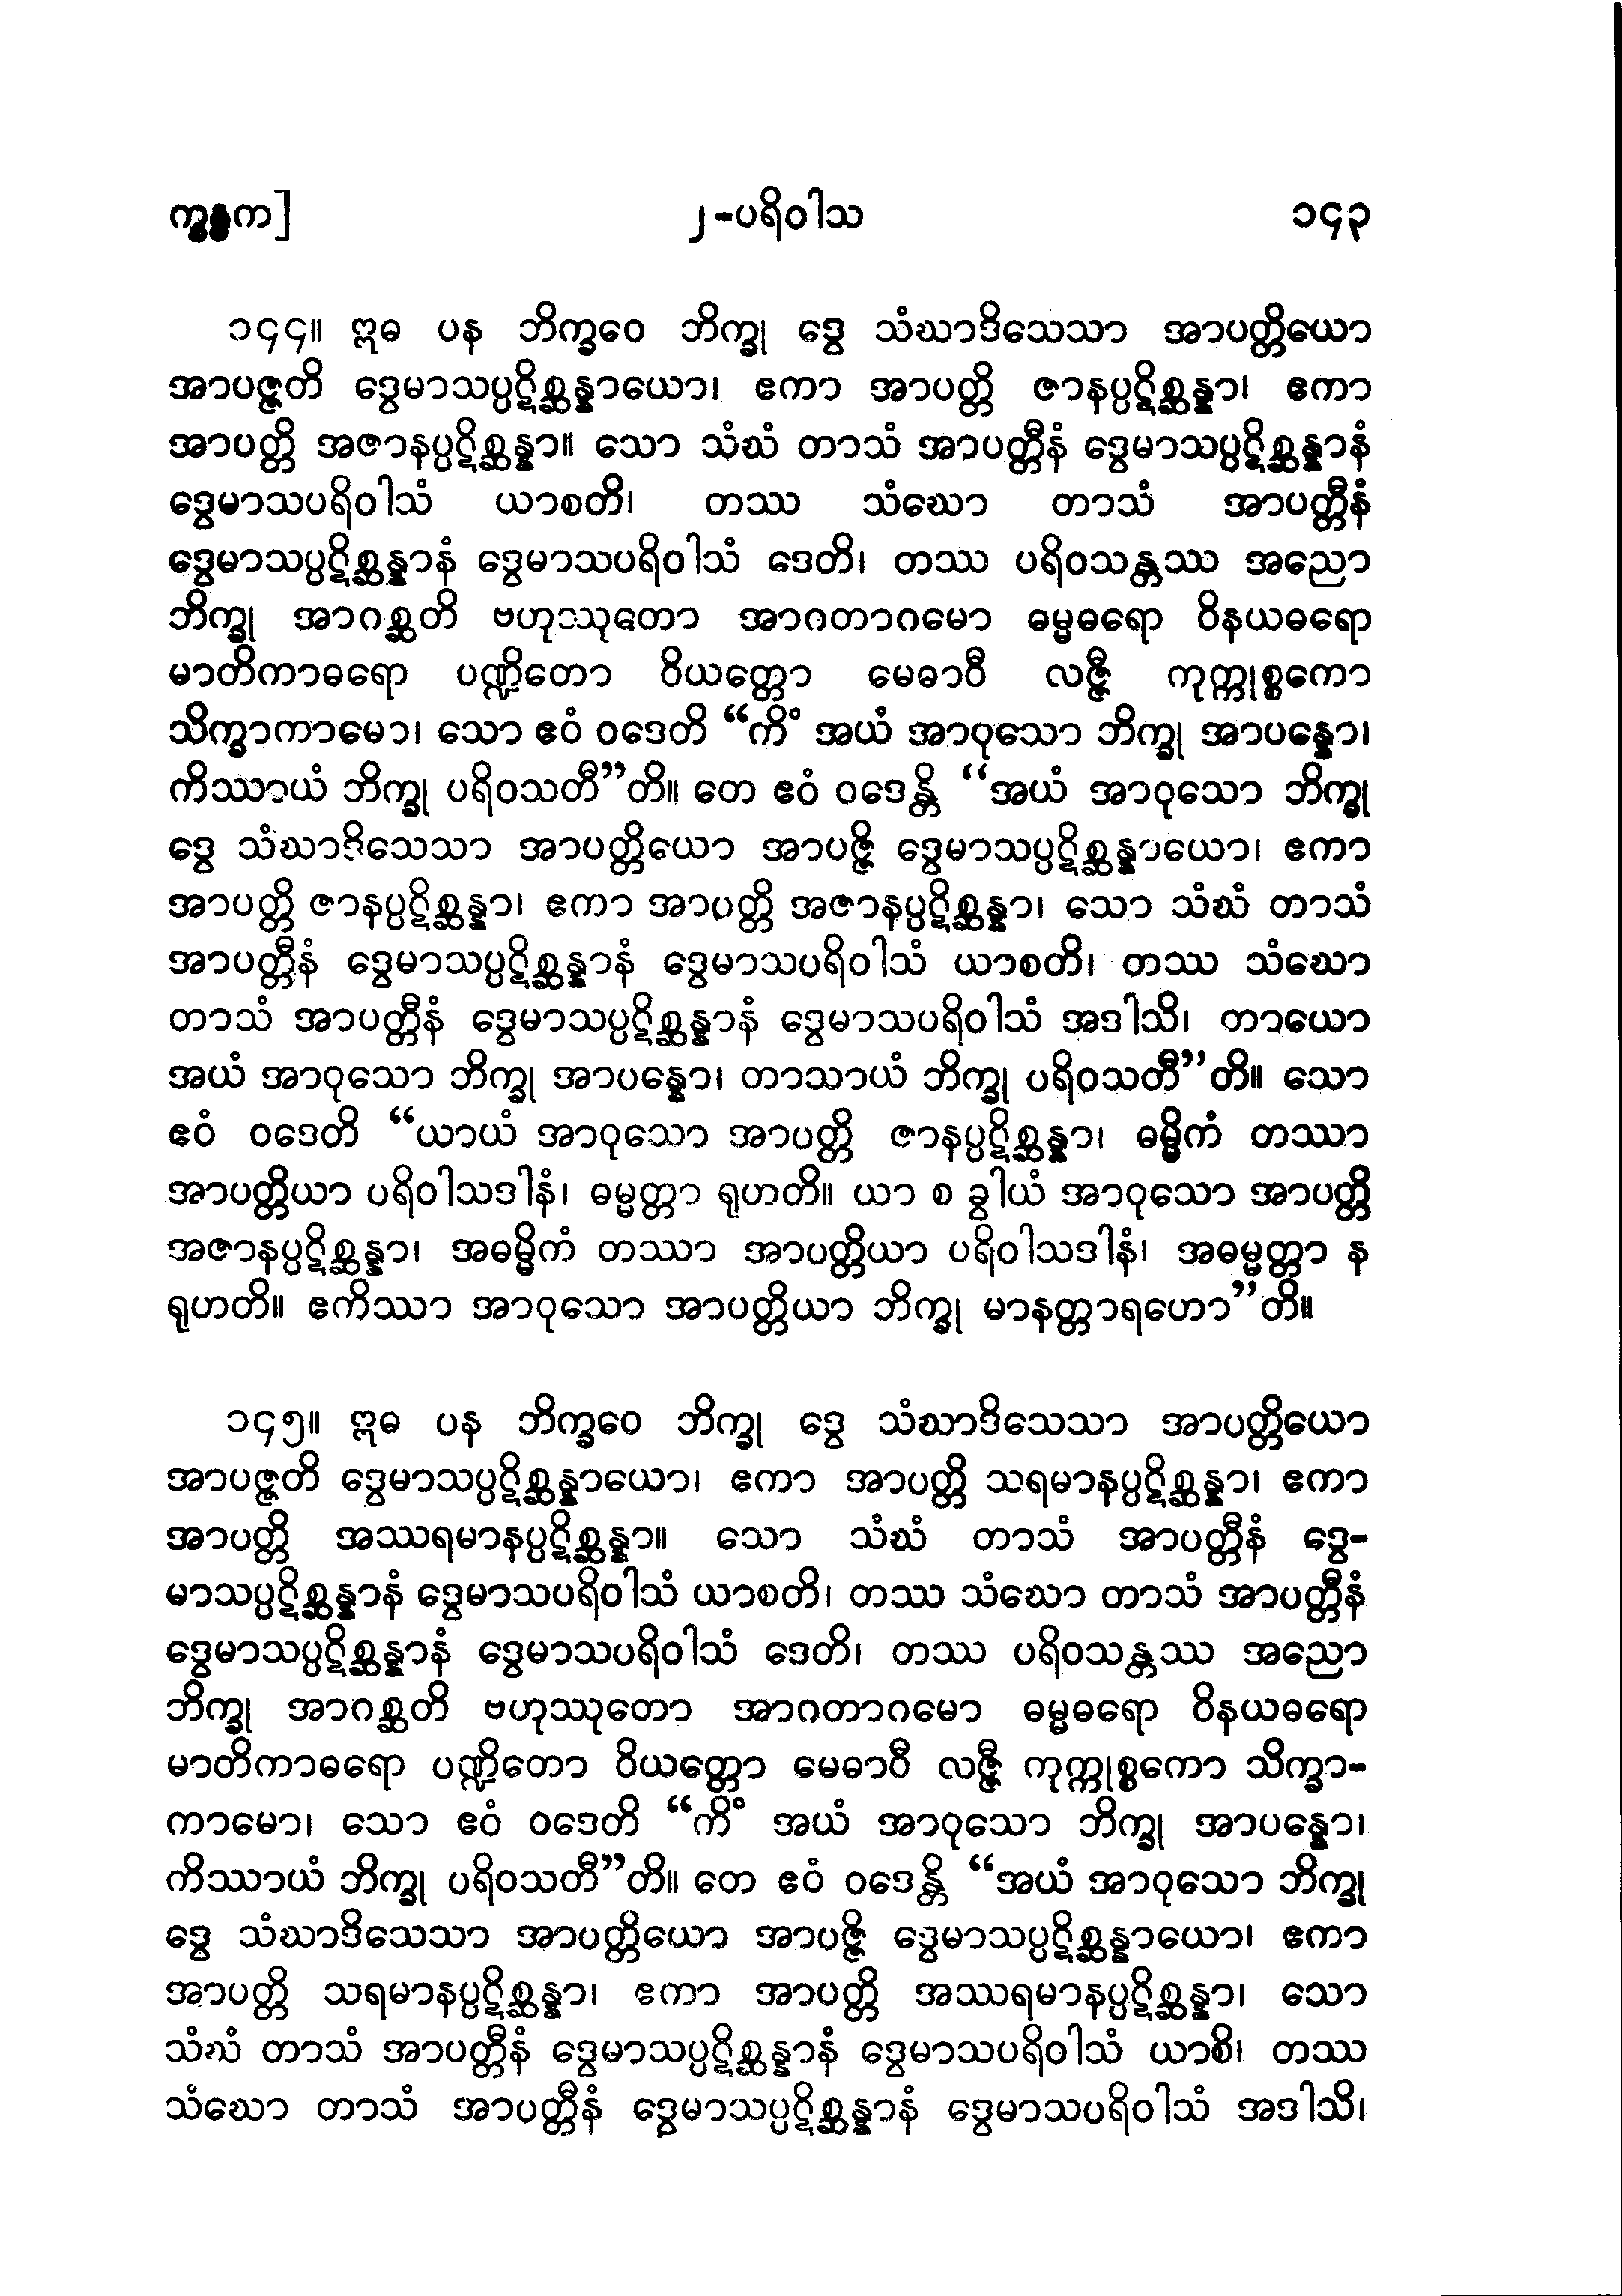 က္ခန္ဓက] ၂-ပရိဝါသ ၁၄၃
၁၄၄။ ဣဓ ပန ဘိက္ခဝေ ဘိက္ခု ဒွေ သံဃာဒိသေသာ အာပတ္တိယော
အာပဇ္ဇတိ ဒွေမာသပ္ပဋိစ္ဆန္နာယော၊ ဧကာ အာပတ္တိ ဇာနပ္ပဋိစ္ဆန္နာ၊ ဧကာ
အာပတ္တိ အဇာနပ္ပဋိစ္ဆန္နာ။ သော သံဃံ တာသံ အာပတ္တီနံ ဒွေမာသပ္ပဋိစ္ဆန္နာနံ
ဒွေမာသပရိဝါသံ ယာစတိ၊ တဿ သံဃော တာသံ အာပတ္တီနံ
ဒွေမာသပ္ပဋိစ္ဆန္နာနံ ဒွေမာသပရိဝါသံ ဒေတိ၊ တဿ ပရိဝသန္တဿ အညော
ဘိက္ခု အာဂစ္ဆတိ ဗဟုဿုတော အာဂတာဂမော ဓမ္မဓရော ဝိနယဓရော
မာတိကာဓရော ပဏ္ဍိတော ဝိယတ္တော မေဓာဝီ လဇ္ဇီ ကုက္ကုစ္စကော
သိက္ခာကာမော၊ သော ဧဝံ ဝဒေတိ “ကိံ အယံ အာဝုသော ဘိက္ခု အာပန္နော၊
ကိဿာယံ ဘိက္ခု ပရိဝသတီ”တိ။ တေ ဧဝံ ဝဒေန္တိ “အယံ အာဝုသော ဘိက္ခု
ဒွေ သံဃာဒိသေသာ အာပတ္တိယော အာပဇ္ဇိ ဒွေမာသပ္ပဋိစ္ဆန္နာယော၊ ဧကာ
အာပတ္တိ ဇာနပ္ပဋိစ္ဆန္နာ၊ ဧကာ အာပတ္တိ အဇာနပ္ပဋိစ္ဆန္နာ၊ သော သံဃံ တာသံ
အာပတ္တီနံ ဒွေမာသပ္ပဋိစ္ဆန္နာနံ ဒွေမာသပရိဝါသံ ယာစတိ၊ တဿ သံဃော
တာသံ အာပတ္တီနံ ဒွေမာသပ္ပဋိစ္ဆန္နာနံ ဒွေမာသပရိဝါသံ အဒါသိ၊ တာယော
အယံ အာဝုသော ဘိက္ခု အာပန္နော၊ တာသာယံ ဘိက္ခု ပရိဝသတီ”တိ။ သော
ဧဝံ ဝဒေတိ “ယာယံ အာဝုသော အာပတ္တိ ဇာနပ္ပဋိစ္ဆန္နာ၊ ဓမ္မိကံ တဿာ
အာပတ္တိယာ ပရိဝါသဒါနံ၊ ဓမ္မတ္တာ ရုဟတိ။ ယာ စ ခွါယံ အာဝုသော အာပတ္တိ
အဇာနပ္ပဋိစ္ဆန္နာ၊ အဓမ္မိကံ တဿာ အာပတ္တိယာ ပရိဝါသဒါနံ၊ အဓမ္မတ္တာ န
ရုဟတိ။ ဧကိဿာ အာဝုသော အာပတ္တိယာ ဘိက္ခု မာနတ္တာရဟော”တိ။
၁၄၅။ ဣဓ ပန ဘိက္ခဝေ ဘိက္ခု ဒွေ သံဃာဒိသေသာ အာပတ္တိယော
အာပဇ္ဇတိ ဒွေမာသပ္ပဋိစ္ဆန္နာယော၊ ဧကာ အာပတ္တိ သရမာနပ္ပဋိစ္ဆန္နာ၊ ဧကာ
အာပတ္တိ အဿရမာနပ္ပဋိစ္ဆန္နာ။ သော သံဃံ တာသံ အာပတ္တီနံ ဒွေ-
မာသပ္ပဋိစ္ဆန္နာနံ ဒွေမာသပရိဝါသံ ယာစတိ၊ တဿ သံဃော တာသံ အာပတ္တီနံ
ဒွေမာသပ္ပဋိစ္ဆန္နာနံ ဒွေမာသပရိဝါသံ ဒေတိ၊ တဿ ပရိဝသန္တဿ အညော
ဘိက္ခု အာဂစ္ဆတိ ဗဟုဿုတော အာဂတာဂမော ဓမ္မဓရော ဝိနယဓရော
မာတိကာဓရော ပဏ္ဍိတော ဝိယတ္တော မေဓာဝီ လဇ္ဇီ ကုက္ကုစ္စကော သိက္ခာ-
ကာမော၊ သော ဧဝံ ဝဒေတိ “ကိံ အယံ အာဝုသော ဘိက္ခု အာပန္နော၊
ကိဿာယံ ဘိက္ခု ပရိဝသတီ”တိ။ တေ ဧဝံ ဝဒေန္တိ “အယံ အာဝုသော ဘိက္ခု
ဒွေ သံဃာဒိသေသာ အာပတ္တိယော အာပဇ္ဇိ ဒွေမာသပ္ပဋိစ္ဆန္နာယော၊ ဧကာ
အာပတ္တိ သရမာနပ္ပဋိစ္ဆန္နာ၊ ဧကာ အာပတ္တိ အဿရမာနပ္ပဋိစ္ဆန္နာ၊ သော
သံဃံ တာသံ အာပတ္တီနံ ဒွေမာသပ္ပဋိစ္ဆန္နာနံ ဒွေမာသပရိဝါသံ ယာစိ၊ တဿ
သံဃော တာသံ အာပတ္တီနံ ဒွေမာသပ္ပဋိစ္ဆန္နာနံ ဒွေမာသပရိဝါသံ အဒါသိ၊